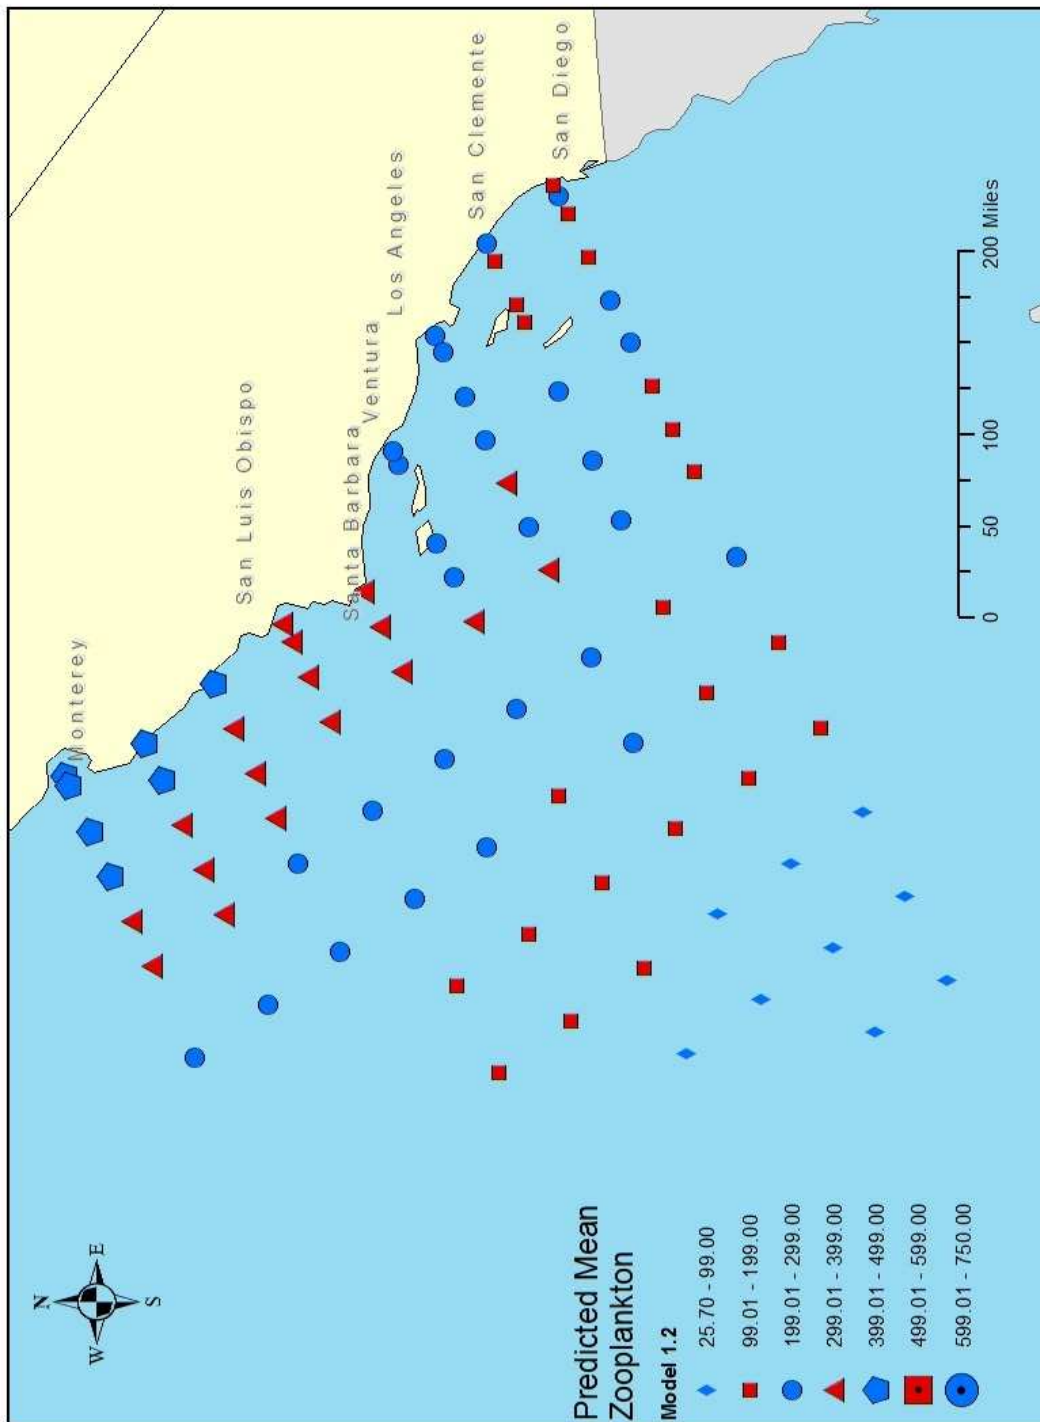 N
W
E
S
Monterey
San Luis Obispo
Santa Barbara
Ventura
Los Angeles
San Clemente
San Diego
Predicted Mean
Zooplankton
Model 1.2
25.70 - 99.00
99.01 - 199.00
199.01 - 299.00
299.01 - 399.00
399.01 - 499.00
499.01 - 599.00
599.01 - 750.00
0 50 100 200 Miles